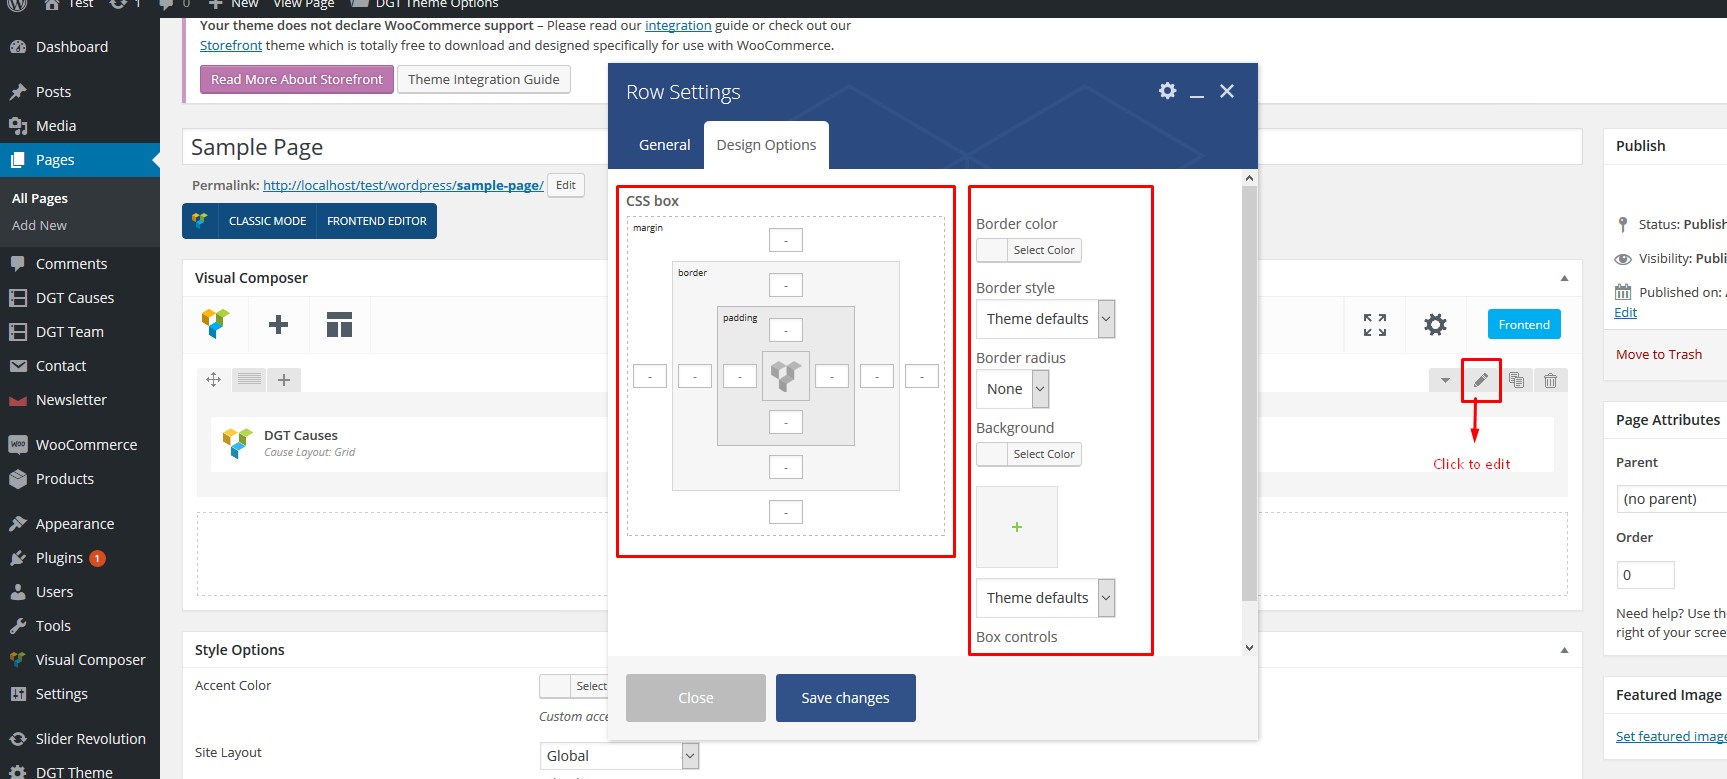 Test 1 0 New View Page DGT Theme Options
Dashboard
Posts
Media
Pages
All Pages
Add New
Comments
DGT Causes
DGT Team
Contact
Newsletter
WooCommerce
Products
Appearance
Plugins 1
Users
Tools
Visual Composer
Settings
Slider Revolution
DGT Theme
Your theme does not declare WooCommerce support – Please read our integration guide or check out our
Storefront theme which is totally free to download and designed specifically for use with WooCommerce.
Read More About Storefront Theme Integration Guide
Sample Page
Permalink: http://localhost/test/wordpress/sample-page/ Edit
CLASSIC MODE FRONTEND EDITOR
Visual Composer
Frontend
DGT Causes
Cause Layout: Grid
Click to edit
Style Options
Accent Color
Select
Custom acce
Site Layout
Global
Row Settings
General Design Options
CSS box
margin
-
border
-
padding
-
- - - - - -
-
-
-
Border color
Select Color
Border style
Theme defaults
Border radius
None
Background
Select Color
+
Theme defaults
Box controls
Close Save changes
Publish
Status: Publish
Visibility: Publi
Published on:
Edit
Move to Trash
Page Attributes
Parent
(no parent)
Order
0
Need help? Use the
right of your scree
Featured Image
Set featured image